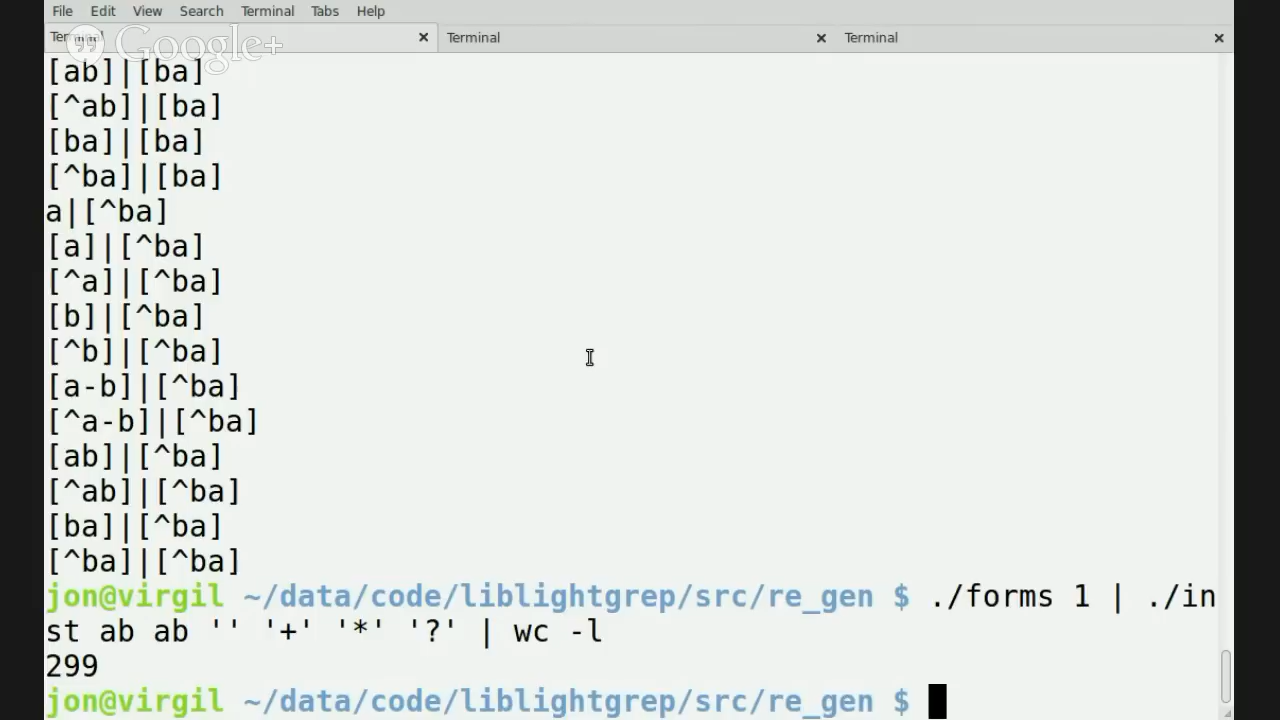 File Edit View Search Terminal Tabs Help
Terminal Terminal Terminal
Google+
[ab]|[ba]
[^ab]|[ba]
[ba]|[ba]
[^ba]|[ba]
a|[^ba]
[a]|[^ba]
[^a]|[^ba]
[b]|[^ba]
[^b]|[^ba]
[a-b]|[^ba]
[^a-b]|[^ba]
[ab]|[^ba]
[^ab]|[^ba]
[ba]|[^ba]
[^ba]|[^ba]
jon@virgil ~/data/code/liblightgrep/src/re_gen $ ./forms 1 | ./in
st ab ab '' '+' '*' '?' | wc -l
299
jon@virgil ~/data/code/liblightgrep/src/re_gen $